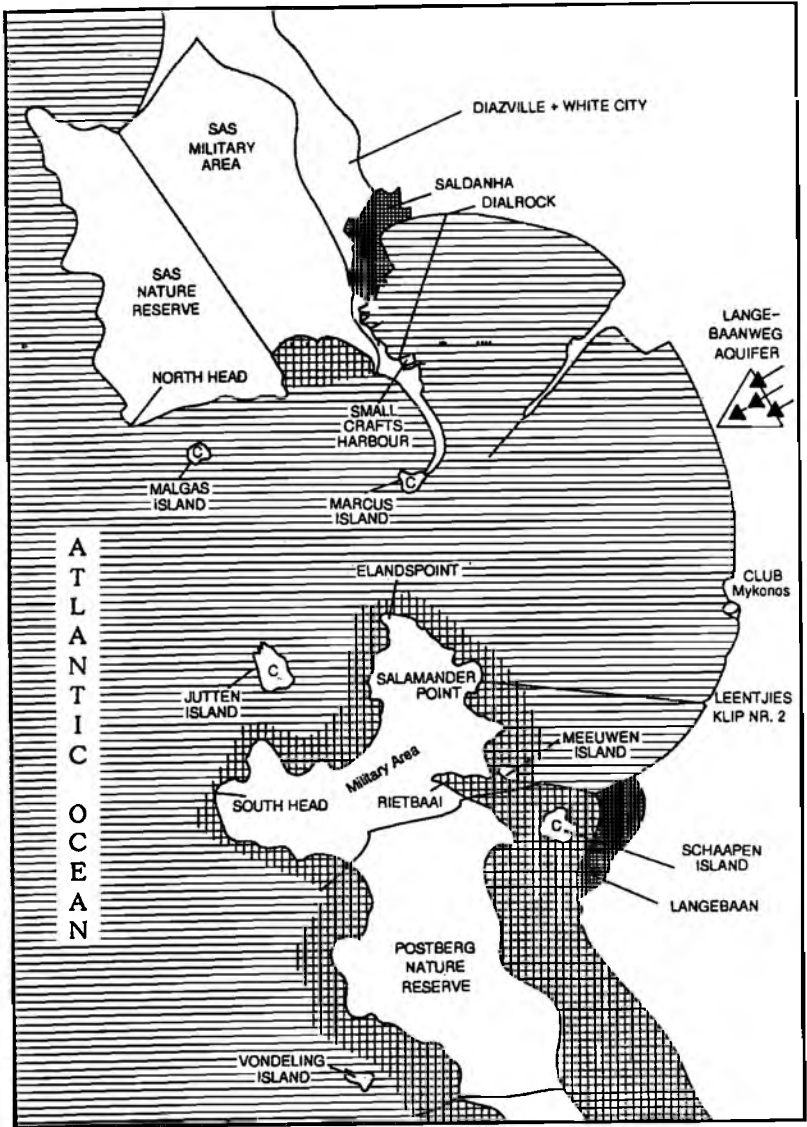 SAS
MILITARY
AREA
DIAZVILLE + WHITE CITY
SALDANHA
DIALROCK
SAS
NATURE
RESERVE
LANGE-
BAANWEG
AQUIFER
NORTH HEAD
SMALL
CRAFTS
HARBOUR
C
MALGAS
ISLAND
C
MARCUS
ISLAND
ATLANTIC OCEAN
ELANDSPOINT
CLUB
Mykonos
C
JUTTEN
ISLAND
SALAMANDER
POINT
LEENTJIES
KLIP NR. 2
MEEUWEN
ISLAND
Military Area
SOUTH HEAD
RIETBAAI
C
SCHAAPEN
ISLAND
LANGEBAAN
POSTBERG
NATURE
RESERVE
VONDELING
ISLAND